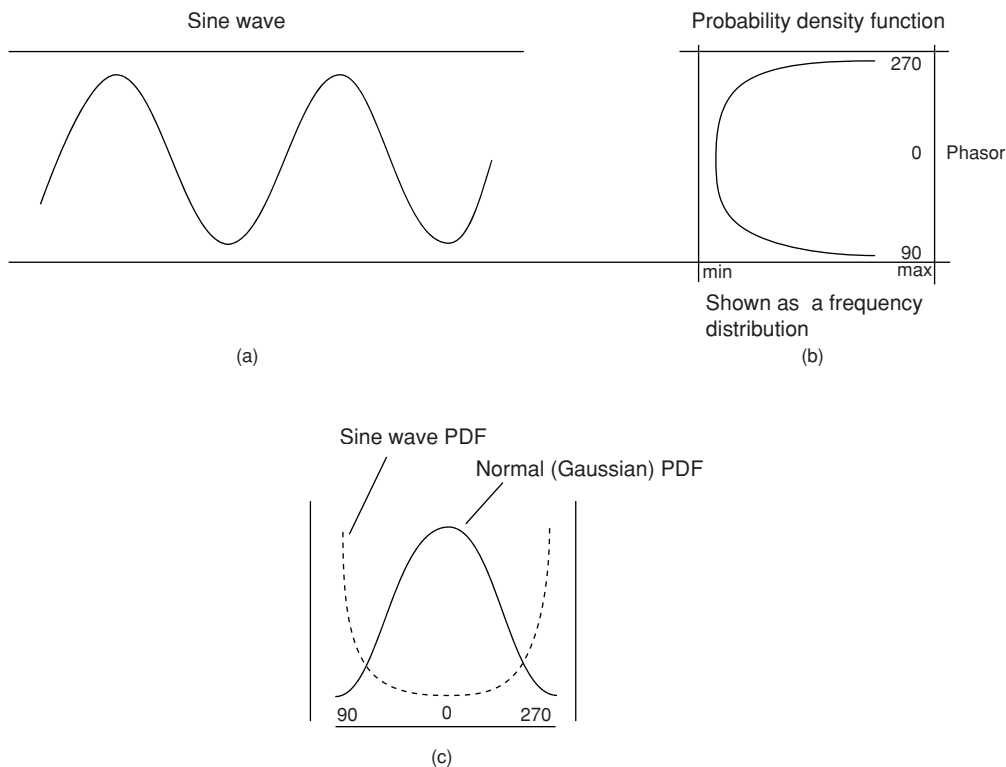 Sine wave
Probability density function
270
0
Phasor
90
min
max
Shown as a frequency
distribution
(a)
(b)
Sine wave PDF
Normal (Gaussian) PDF
90
0
270
(c)